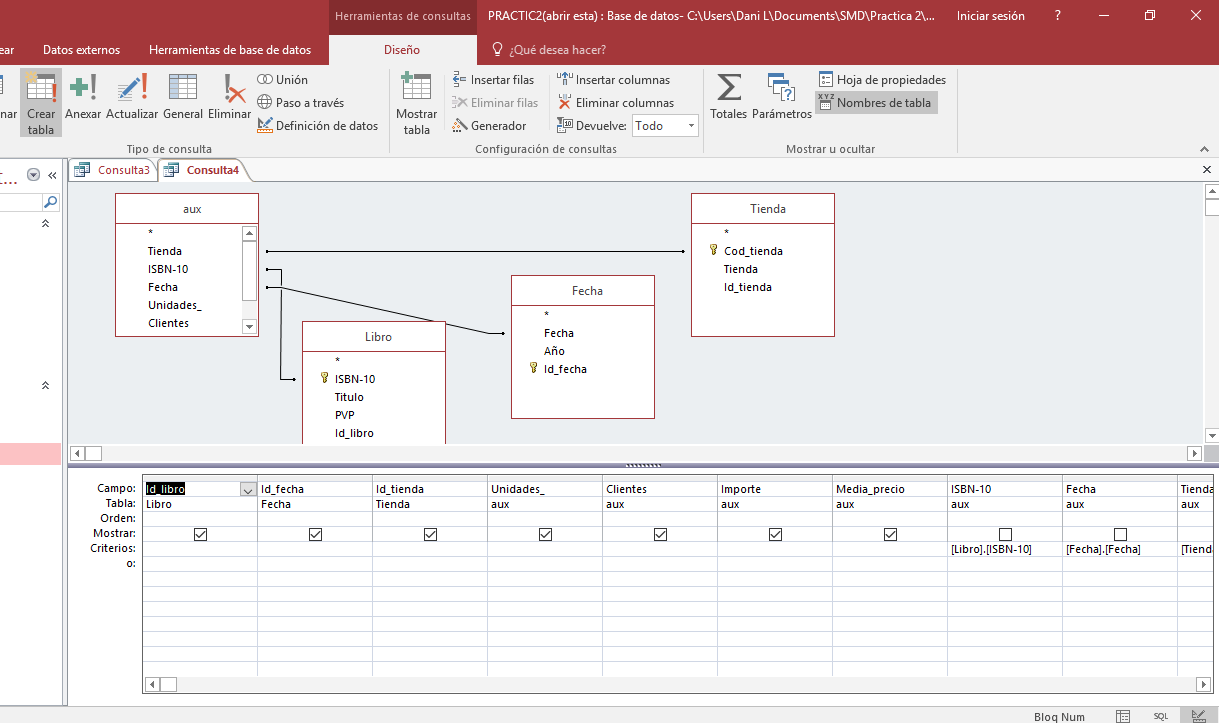 Herramientas de consultas
PRACTIC2(abrir esta) : Base de datos- C:\Users\Dani L\Documents\SMD\Practica 2\...
Iniciar sesión
?
ear
Datos externos
Herramientas de base de datos
Diseño
¿Qué desea hacer?
nar
Crear tabla
Anexar
Actualizar
General
Eliminar
Unión
Paso a través
Definición de datos
Tipo de consulta
Mostrar tabla
Insertar filas
Eliminar filas
Generador
Insertar columnas
Eliminar columnas
Devuelve:
Todo
Configuración de consultas
Totales
Parámetros
Hoja de propiedades
XYZ
Nombres de tabla
Mostrar u ocultar
Consulta3
Consulta4
aux
*
Tienda
ISBN-10
Fecha
Unidades_
Clientes
Libro
*
ISBN-10
Titulo
PVP
Id_libro
Fecha
*
Fecha
Año
Id_fecha
Tienda
*
Cod_tienda
Tienda
Id_tienda
Campo: Id_libro Id_fecha Id_tienda Unidades_ Clientes Importe Media_precio ISBN-10 Fecha Tienda
Tabla: Libro Fecha Tienda aux aux aux aux aux aux aux
Orden:
Mostrar:
Criterios: [Libro].[ISBN-10] [Fecha].[Fecha] [Tiend
o:
Bloq Num
SQL